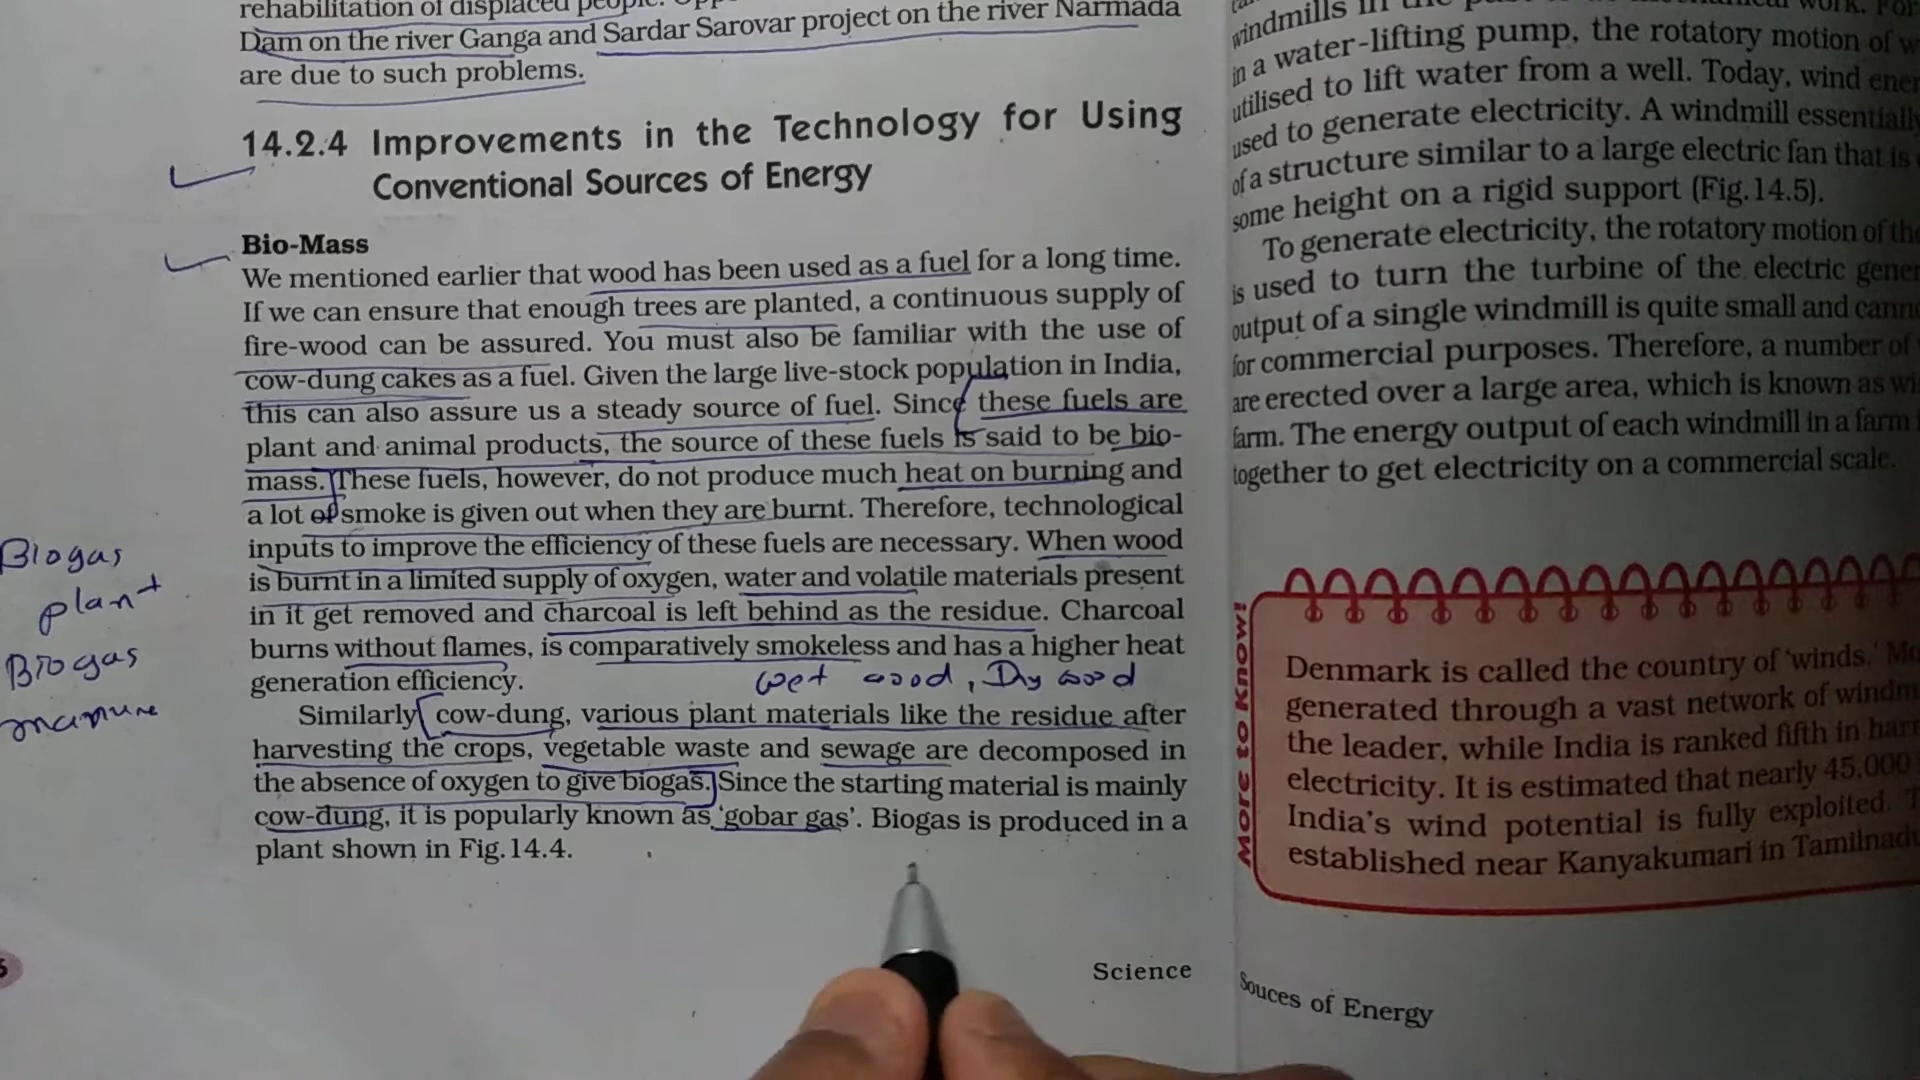 rehabilitation of displaced people.
Dam on the river Ganga and Sardar Sarovar project on the river Narmada
are due to such problems.
14.2.4 Improvements in the Technology for Using
Conventional Sources of Energy
Bio-Mass
We mentioned earlier that wood has been used as a fuel for a long time.
If we can ensure that enough trees are planted, a continuous supply of
fire-wood can be assured. You must also be familiar with the use of
cow-dung cakes as a fuel. Given the large live-stock population in India,
this can also assure us a steady source of fuel. Since these fuels are
plant and animal products, the source of these fuels is said to be bio-
mass. These fuels, however, do not produce much heat on burning and
a lot of smoke is given out when they are burnt. Therefore, technological
inputs to improve the efficiency of these fuels are necessary. When wood
is burnt in a limited supply of oxygen, water and volatile materials present
in it get removed and charcoal is left behind as the residue. Charcoal
burns without flames, is comparatively smokeless and has a higher heat
generation efficiency.
wet wood, Dry wood
Similarly cow-dung, various plant materials like the residue after
harvesting the crops, vegetable waste and sewage are decomposed in
the absence of oxygen to give biogas. Since the starting material is mainly
cow-dung, it is popularly known as 'gobar gas'. Biogas is produced in a
plant shown in Fig. 14.4.
Biogas
plant
Biogas
manure
Science
windmills in the
in a water-lifting pump, the rotatory motion of
utilised to lift water from a well. Today, wind
used to generate electricity. A windmill essentially
of a structure similar to a large electric fan that is
some height on a rigid support (Fig. 14.5).
To generate electricity, the rotatory motion of the
is used to turn the turbine of the electric
output of a single windmill is quite small and
for commercial purposes. Therefore, a number of
are erected over a large area, which is known as
farm. The energy output of each windmill in a farm
together to get electricity on a commercial scale.
More to Know!
Denmark is called the country of 'winds.'
generated through a vast network of
the leader, while India is ranked fifth in
electricity. It is estimated that nearly 45,000
India's wind potential is fully exploited.
established near Kanyakumari in
Souces of Energy